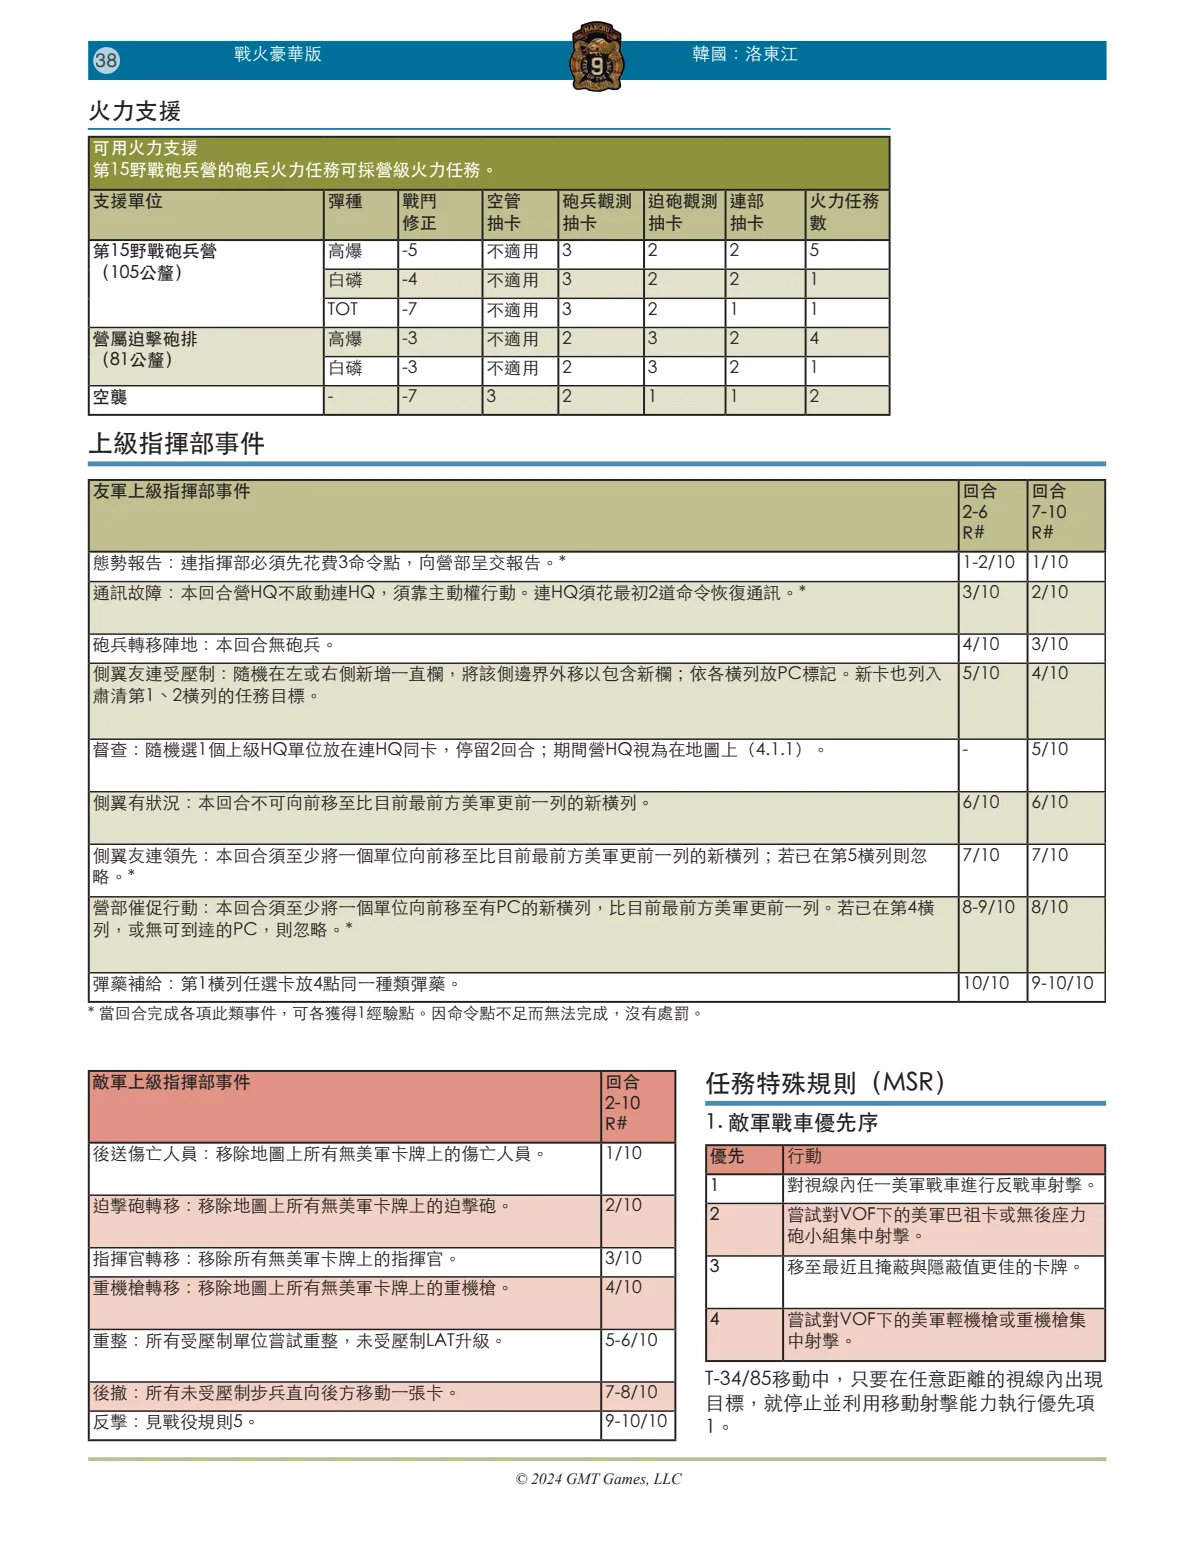 38 戰火豪華版 韓國：洛東江
MANCHU
9
火力支援
可用火力支援
第15野戰砲兵營的砲兵火力任務可採營級火力任務。
支援單位 彈種 戰鬥修正 空管抽卡 砲兵觀測抽卡 迫砲觀測抽卡 連部抽卡 火力任務數
第15野戰砲兵營（105公釐） 高爆 -5 不適用 3 2 2 5
白磷 -4 不適用 3 2 2 1
TOT -7 不適用 3 2 1 1
營屬迫擊砲排（81公釐） 高爆 -3 不適用 2 3 2 4
白磷 -3 不適用 2 3 2 1
空襲 - -7 3 2 1 1 2
上級指揮部事件
友軍上級指揮部事件 回合 2-6 R# 回合 7-10 R#
態勢報告：連指揮部必須先花費3命令點，向營部呈交報告。* 1-2/10 1/10
通訊故障：本回合營HQ不啟動連HQ，須靠主動權行動。連HQ須花最初2道命令恢復通訊。* 3/10 2/10
砲兵轉移陣地：本回合無砲兵。 4/10 3/10
側翼友連受壓制：隨機在左或右側新增一直欄，將該側邊界外移以包含新欄；依各橫列放PC標記。新卡也列入 5/10 4/10
肅清第1、2橫列的任務目標。
督查：隨機選1個上級HQ單位放在連HQ同卡，停留2回合；期間營HQ視為在地圖上（4.1.1）。 - 5/10
側翼有狀況：本回合不可向前移至比目前最前方美軍更前一列的新橫列。 6/10 6/10
側翼友連領先：本回合須至少將一個單位向前移至比目前最前方美軍更前一列的新橫列；若已在第5橫列則忽 7/10 7/10
略。*
營部催促行動：本回合須至少將一個單位向前移至有PC的新橫列，比目前最前方美軍更前一列。若已在第4橫 8-9/10 8/10
列，或無可到達的PC，則忽略。*
彈藥補給：第1橫列任選卡放4點同一種類彈藥。 10/10 9-10/10
* 當回合完成各項此類事件，可各獲得1經驗點。因命令點不足而無法完成，沒有處罰。
敵軍上級指揮部事件 回合 2-10 R#
後送傷亡人員：移除地圖上所有無美軍卡牌上的傷亡人員。 1/10
迫擊砲轉移：移除地圖上所有無美軍卡牌上的迫擊砲。 2/10
指揮官轉移：移除所有無美軍卡牌上的指揮官。 3/10
重機槍轉移：移除地圖上所有無美軍卡牌上的重機槍。 4/10
重整：所有受壓制單位嘗試重整，未受壓制LAT升級。 5-6/10
後撤：所有未受壓制步兵直向後方移動一張卡。 7-8/10
反擊：見戰役規則5。 9-10/10
任務特殊規則（MSR）
1. 敵軍戰車優先序
優先 行動
1 對視線內任一美軍戰車進行反戰車射擊。
2 嘗試對VOF下的美軍巴祖卡或無後座力
砲小組集中射擊。
3 移至最近且掩蔽與隱蔽值更佳的卡牌。
4 嘗試對VOF下的美軍輕機槍或重機槍集
中射擊。
T-34/85移動中，只要在任意距離的視線內出現
目標，就停止並利用移動射擊能力執行優先項
1。
© 2024 GMT Games, LLC